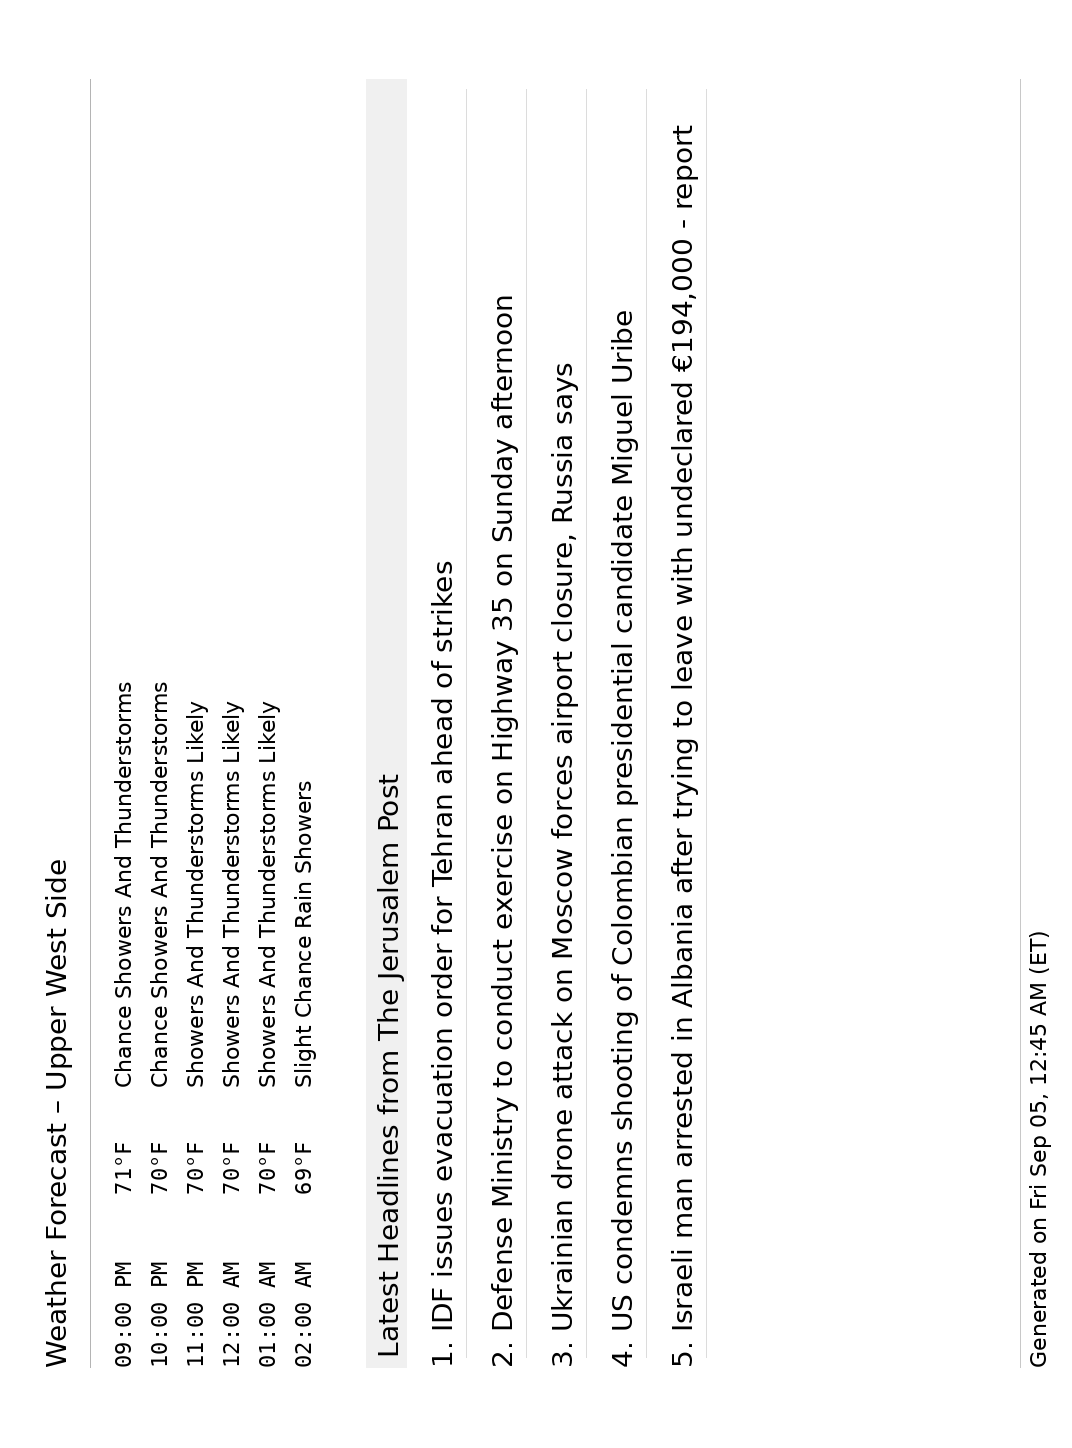 Weather Forecast – Upper West Side
09:00 PM 71°F Chance Showers And Thunderstorms
10:00 PM 70°F Chance Showers And Thunderstorms
11:00 PM 70°F Showers And Thunderstorms Likely
12:00 AM 70°F Showers And Thunderstorms Likely
01:00 AM 70°F Showers And Thunderstorms Likely
02:00 AM 69°F Slight Chance Rain Showers
Latest Headlines from The Jerusalem Post
1. IDF issues evacuation order for Tehran ahead of strikes
2. Defense Ministry to conduct exercise on Highway 35 on Sunday afternoon
3. Ukrainian drone attack on Moscow forces airport closure, Russia says
4. US condemns shooting of Colombian presidential candidate Miguel Uribe
5. Israeli man arrested in Albania after trying to leave with undeclared €194,000 - report
Generated on Fri Sep 05, 12:45 AM (ET)